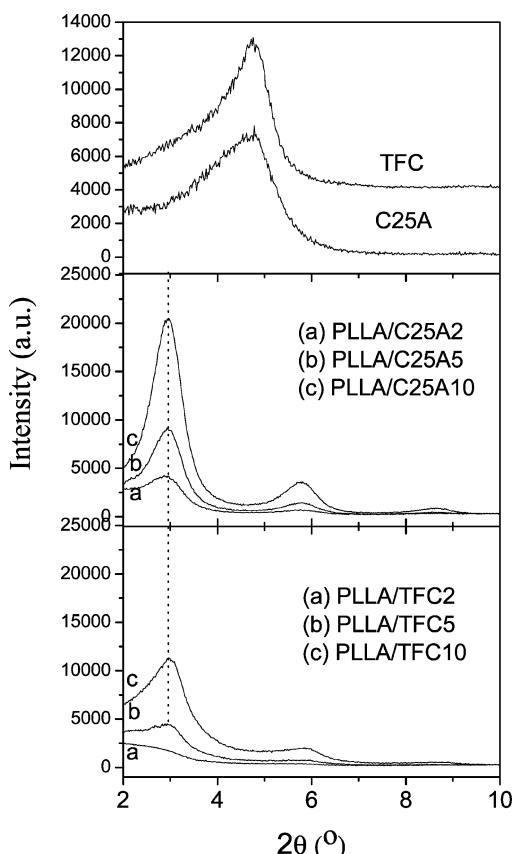 14000
12000
10000
8000
6000
4000
2000
0
TFC
C25A
25000
20000
15000
10000
5000
0
(a) PLLA/C25A2
(b) PLLA/C25A5
(c) PLLA/C25A10
c
b
a
Intensity (a.u.)
25000
20000
15000
10000
5000
0
(a) PLLA/TFC2
(b) PLLA/TFC5
(c) PLLA/TFC10
c
b
a
2 4 6 8 10
2θ (º)